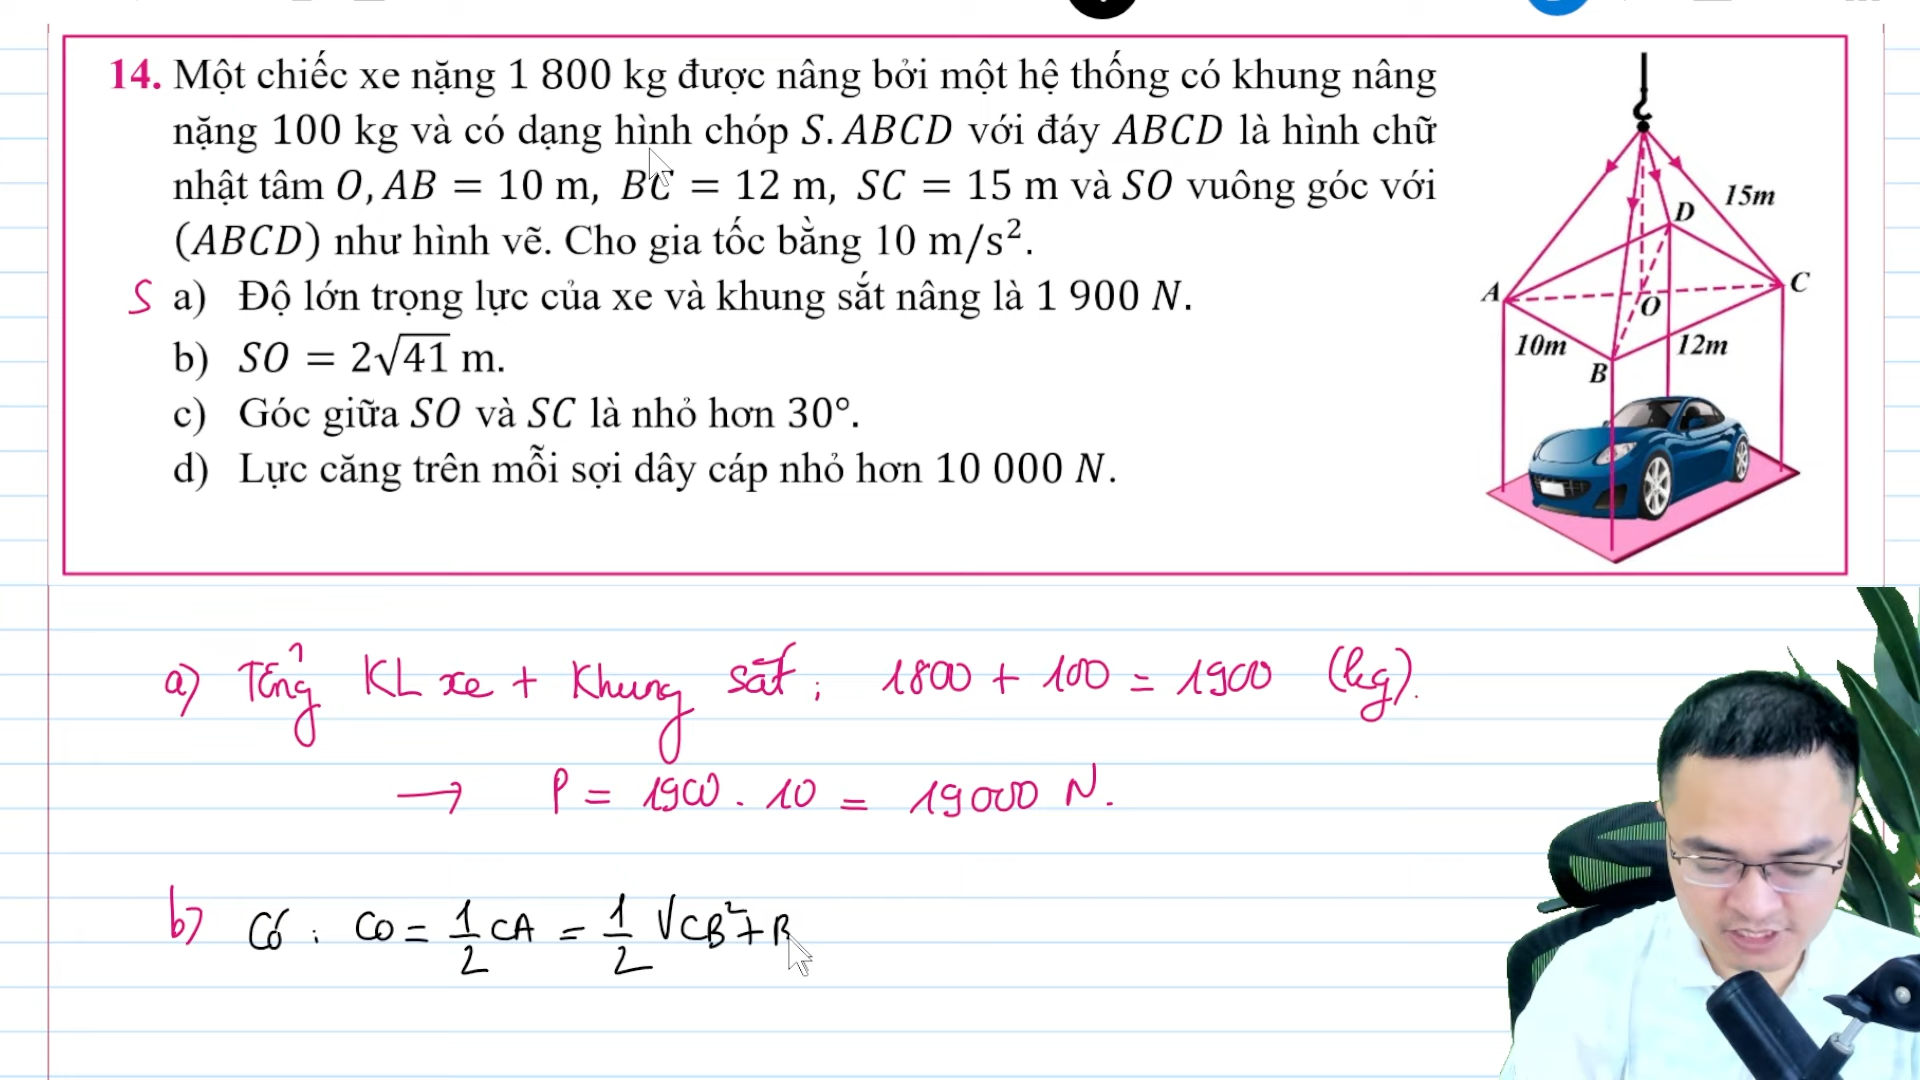 14. Một chiếc xe nặng 1 800 kg được nâng bởi một hệ thống có khung nâng
nặng 100 kg và có dạng hình chóp S.ABCD với đáy ABCD là hình chữ
nhật tâm O, AB = 10 m, BC = 12 m, SC = 15 m và SO vuông góc với
(ABCD) như hình vẽ. Cho gia tốc bằng 10 m/s².
S a) Độ lớn trọng lực của xe và khung sắt nâng là 1 900 N.
b) SO = 2√41 m.
c) Góc giữa SO và SC là nhỏ hơn 30°.
d) Lực căng trên mỗi sợi dây cáp nhỏ hơn 10 000 N.
15m
D
A
C
O
10m
12m
B
a) Tổng KL xe + Khung sắt : 1800 + 100 = 1900 (kg).
→ P = 1900 . 10 = 19000 N.
b) Có : CO = 1/2 CA = 1/2 √CB² + B